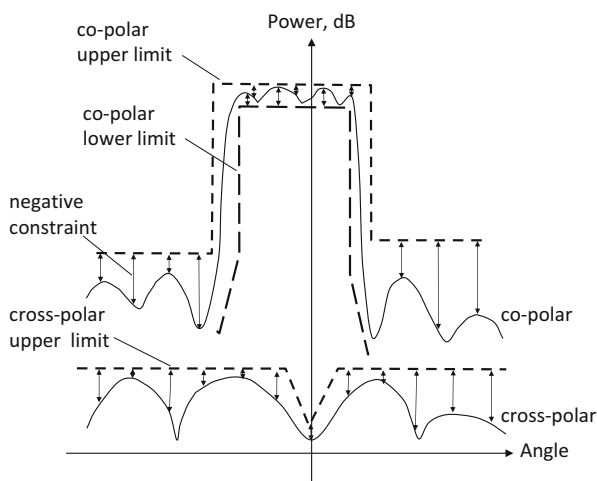 Power, dB
co-polar
upper limit
co-polar
lower limit
negative
constraint
cross-polar
upper limit
co-polar
cross-polar
Angle